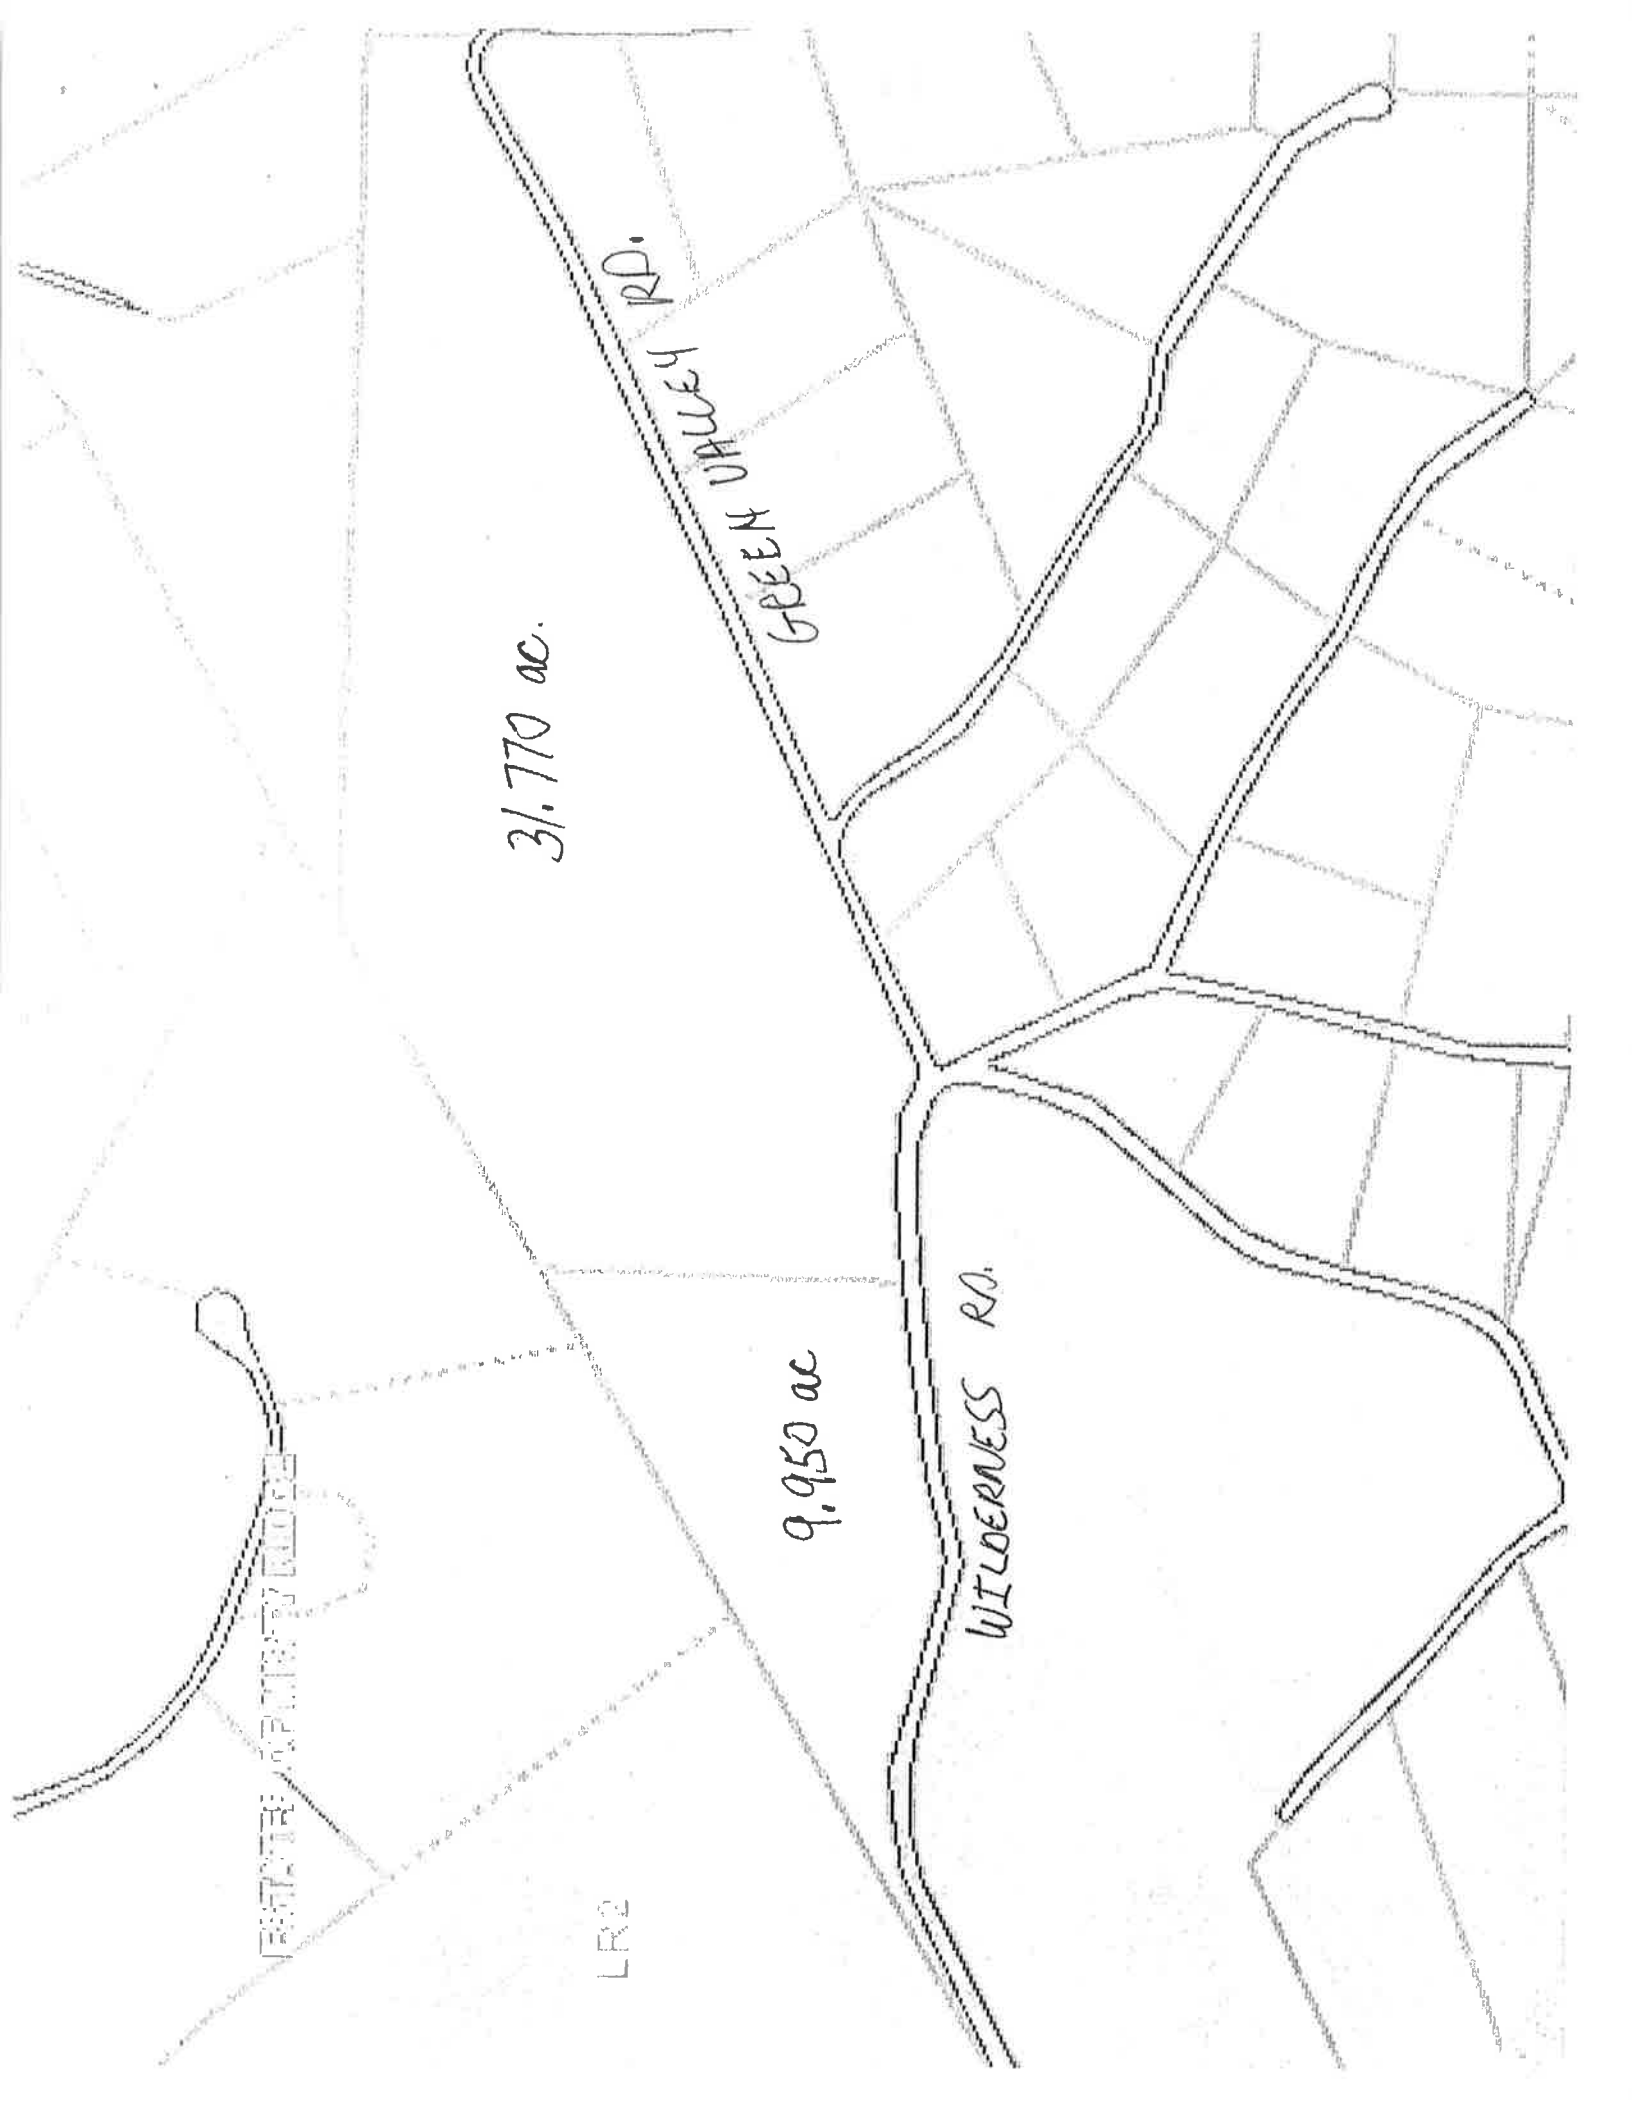 31.770 ac.
GREEN VALLEY RD.
9.950 ac
WILDERNESS RD.
LR2